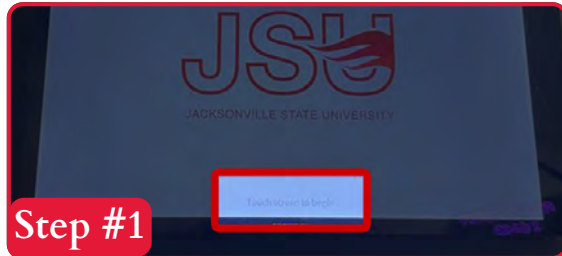 JSU
JACKSONVILLE STATE UNIVERSITY
Touch screen to begin
Step #1